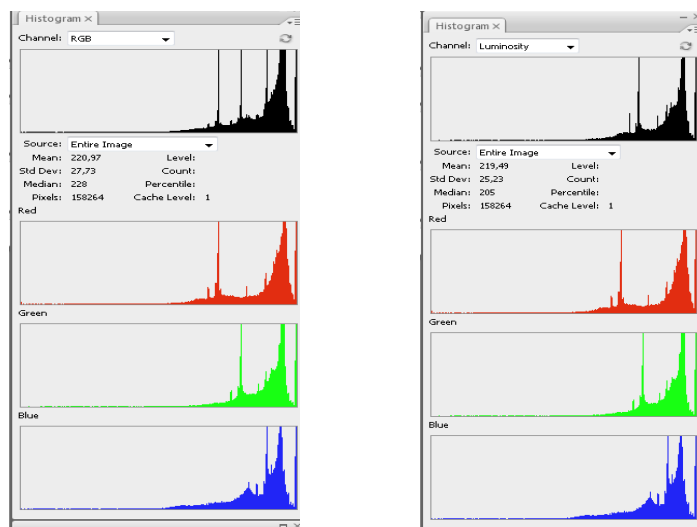 Histogram ×
Channel: RGB
Source: Entire Image
Mean: 220,97 Level:
Std Dev: 27,73 Count:
Median: 228 Percentile:
Pixels: 158264 Cache Level: 1
Red
Green
Blue
Histogram ×
Channel: Luminosity
Source: Entire Image
Mean: 219,49 Level:
Std Dev: 25,23 Count:
Median: 205 Percentile:
Pixels: 158264 Cache Level: 1
Red
Green
Blue